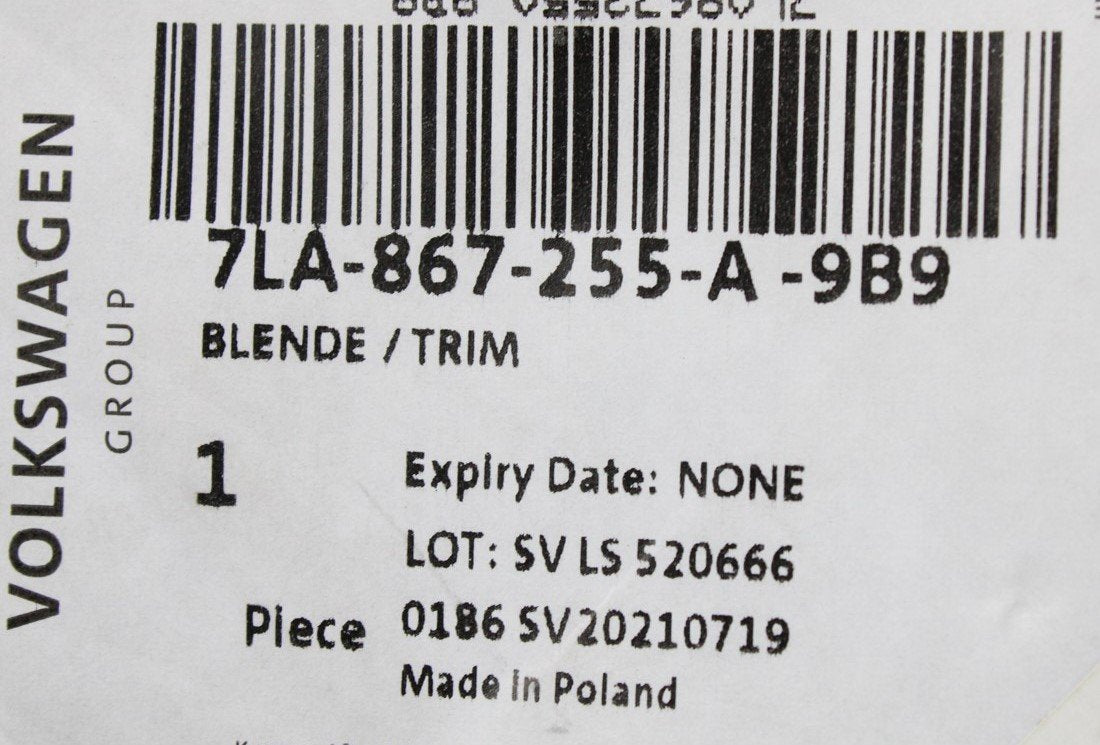 VOLKSWAGEN
GROUP
7LA-867-255-A -9B9
BLENDE / TRIM
1
Expiry Date: NONE
LOT: SV LS 520666
Piece
01B6 SV20210719
Made in Poland